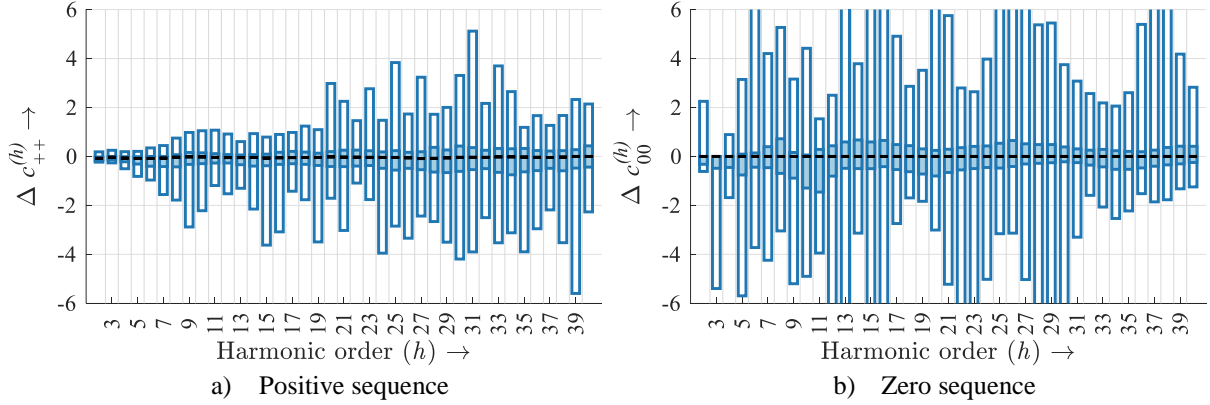 6
4
2
0
-2
-4
-6
Δ c++(h) →
3 5 7 9 11 13 15 17 19 21 23 25 27 29 31 33 35 37 39
Harmonic order (h) →
a) Positive sequence
6
4
2
0
-2
-4
-6
Δ c00(h) →
3 5 7 9 11 13 15 17 19 21 23 25 27 29 31 33 35 37 39
Harmonic order (h) →
b) Zero sequence